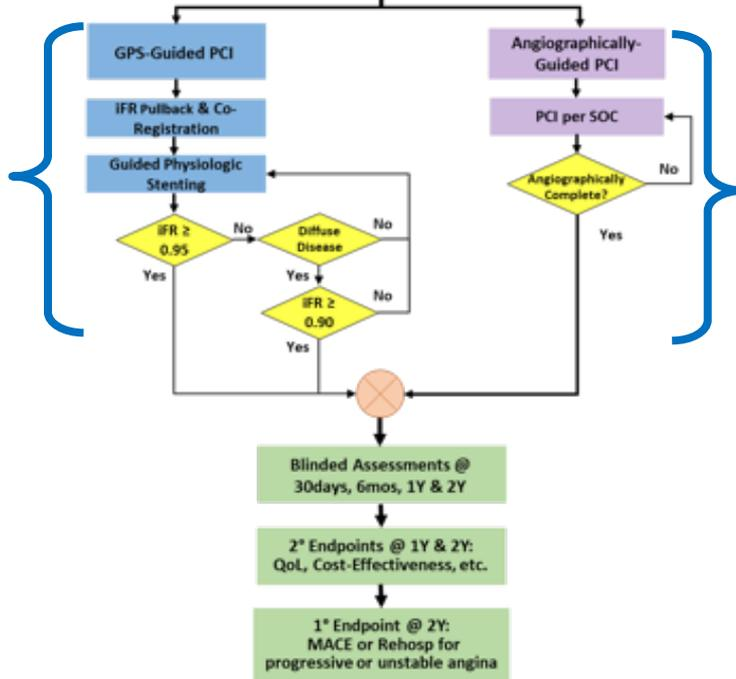 GPS-Guided PCI
iFR Pullback & Co-
Registration
Guided Physiologic
Stenting
iFR ≥
0.95
No
Diffuse
Disease
No
Yes
Yes
iFR ≥
0.90
No
Yes
Angiographically-
Guided PCI
PCI per SOC
Angiographically
Complete?
No
Yes
Blinded Assessments @
30days, 6mos, 1Y & 2Y
2° Endpoints @ 1Y & 2Y:
QoL, Cost-Effectiveness, etc.
1° Endpoint @ 2Y:
MACE or Rehosp for
progressive or unstable angina